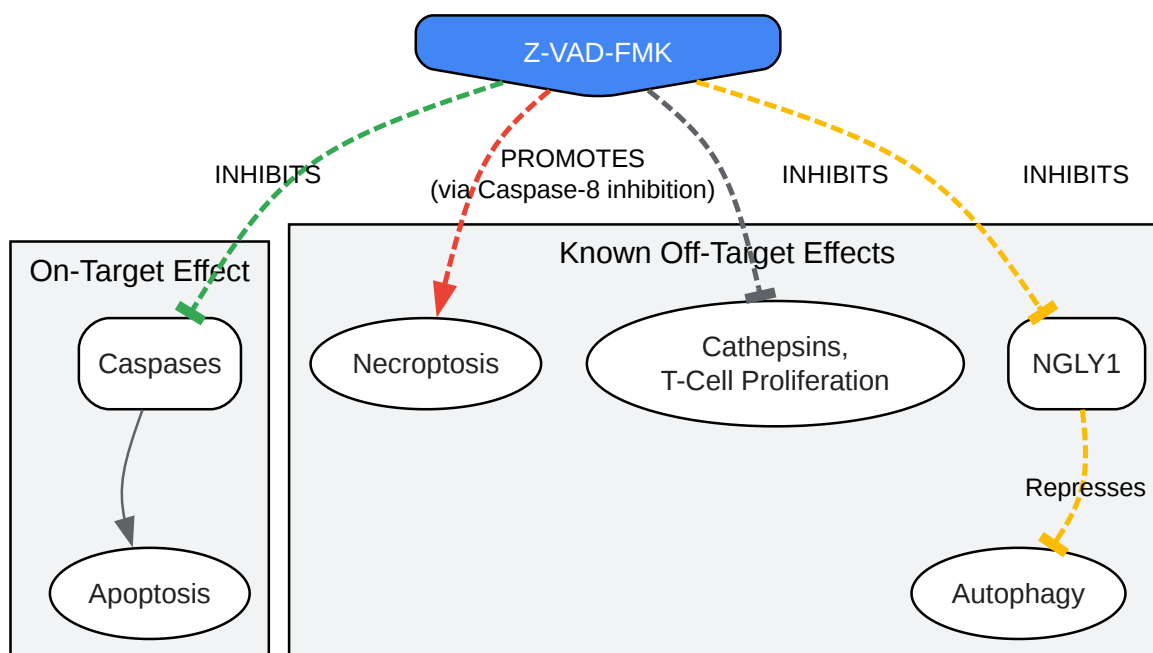 Z-VAD-FMK
INHIBITS
PROMOTES
(via Caspase-8 inhibition)
INHIBITS
INHIBITS
On-Target Effect
Known Off-Target Effects
Caspases
Necroptosis
Cathepsins,
T-Cell Proliferation
NGLY1
Represses
Apoptosis
Autophagy